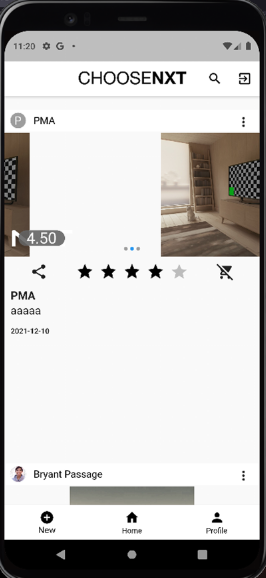 11:20 G
CHOOSENXT
P PMA
4.50
PMA
aaaaa
2021-12-10
Bryant Passage
New Home Profile